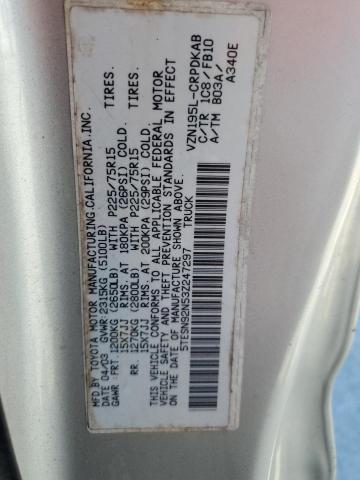 MFD BY TOYOTA MOTOR MANUFACTURING CALIFORNIA.INC.
DATE 04/03 GVWR:2315KG (5100LB)
GAWR : FRT. 1200KG (2650LB) WITH P225/75R15
15X7JJ RIMS. AT 180KPA (26PSI) COLD.
RR. 1270KG (2800LB) WITH P225/75R15
15X7JJ RIMS. AT 200KPA (29PSI) COLD.
THIS VEHICLE CONFORMS TO ALL APPLICABLE FEDERAL MOTOR
VEHICLE SAFETY AND THEFT PREVENTION STANDARDS IN EFFECT
ON THE DATE OF MANUFACTURE SHOWN ABOVE.
5TESN92N53Z247297 TRUCK
VZN195L-CRPDKAB
C/TR 1C8/FB10
A/TM B03A/
A340E